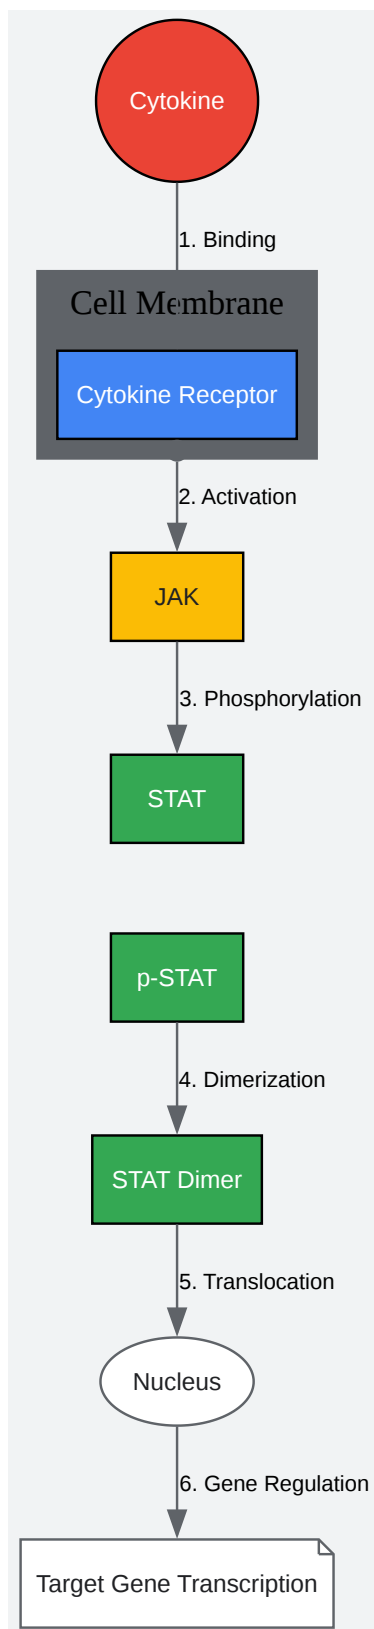 Cytokine
1. Binding
Cell Membrane
Cytokine Receptor
2. Activation
JAK
3. Phosphorylation
STAT
p-STAT
4. Dimerization
STAT Dimer
5. Translocation
Nucleus
6. Gene Regulation
Target Gene Transcription